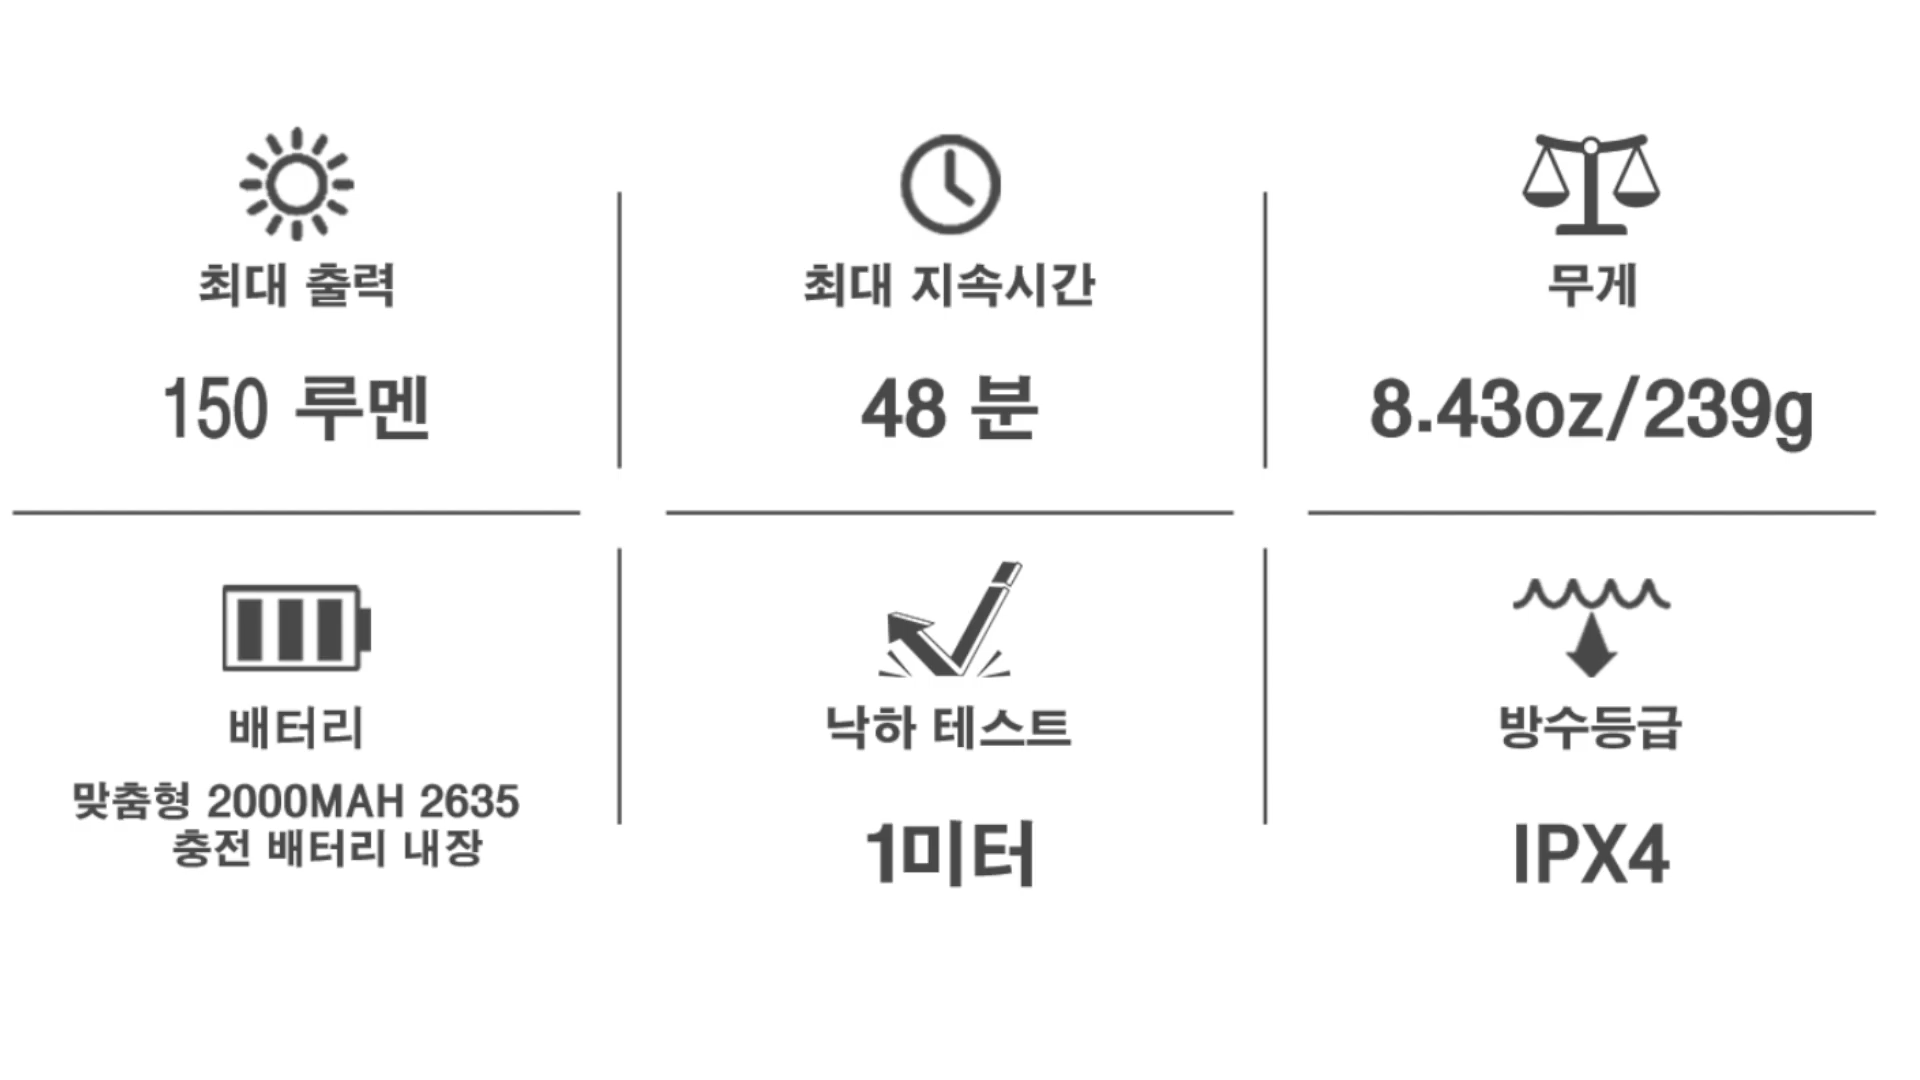 최대 출력
150 루멘
최대 지속시간
48 분
무게
8.43oz/239g
배터리
맞춤형 2000MAH 2635
충전 배터리 내장
낙하 테스트
1미터
방수등급
IPX4